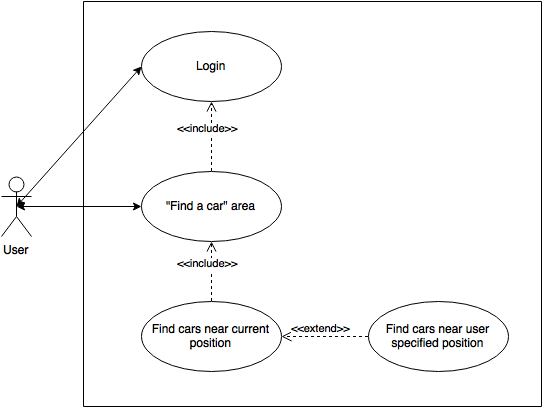 Login
<<include>>
"Find a car" area
User
<<include>>
Find cars near current
position
<<extend>>
Find cars near user
specified position